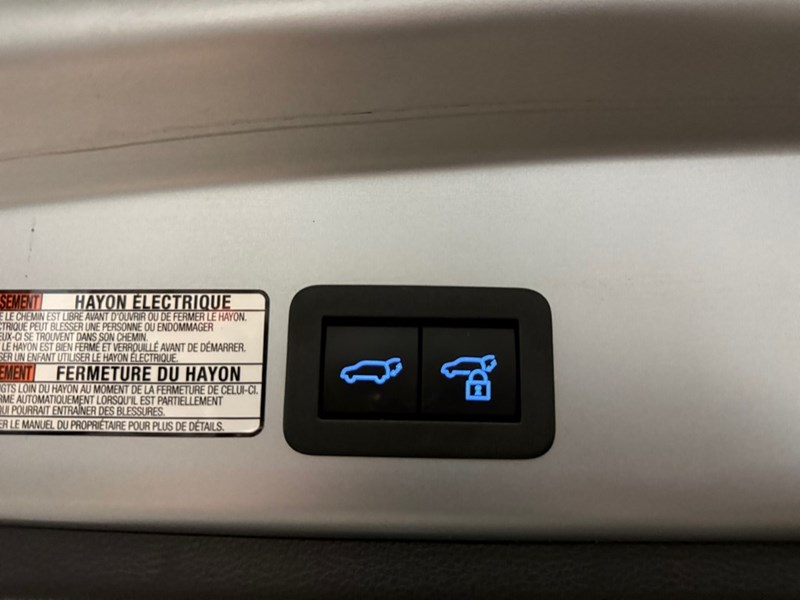 SEMENT HAYON ÉLECTRIQUE
E LE CHEMIN EST LIBRE AVANT D'OUVRIR OU DE FERMER LE HAYON.
CTRIQUE PEUT BLESSER UNE PERSONNE OU ENDOMMAGER
EUX-CI SE TROUVENT DANS SON CHEMIN.
LE HAYON EST BIEN FERMÉ ET VERROUILLÉ AVANT DE DÉMARRER.
SER UN ENFANT UTILISER LE HAYON ÉLECTRIQUE.
EMENT FERMETURE DU HAYON
IGTS LOIN DU HAYON AU MOMENT DE LA FERMETURE DE CELUI-CI.
RME AUTOMATIQUEMENT LORSQU'IL EST PARTIELLEMENT
QUI POURRAIT ENTRAÎNER DES BLESSURES.
ER LE MANUEL DU PROPRIÉTAIRE POUR PLUS DE DÉTAILS.